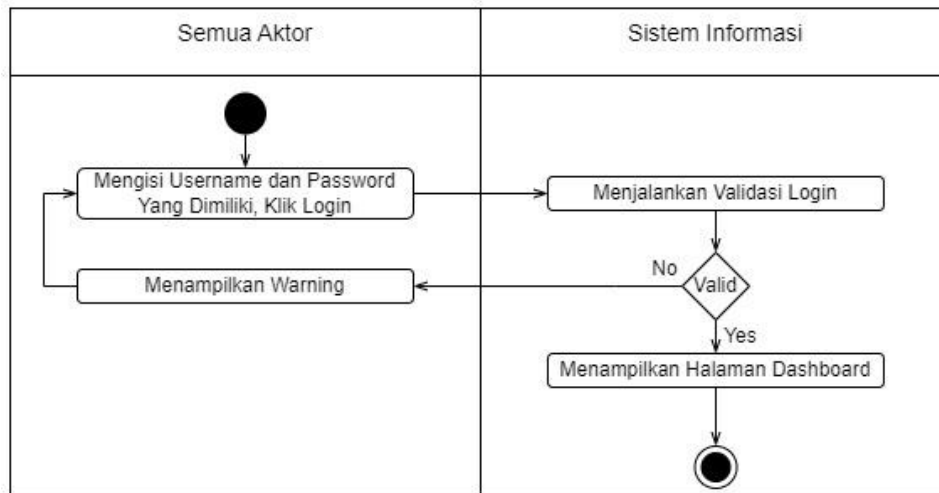 Semua Aktor
Sistem Informasi
Mengisi Username dan Password
Yang Dimiliki, Klik Login
Menjalankan Validasi Login
Menampilkan Warning
No
Valid
Yes
Menampilkan Halaman Dashboard